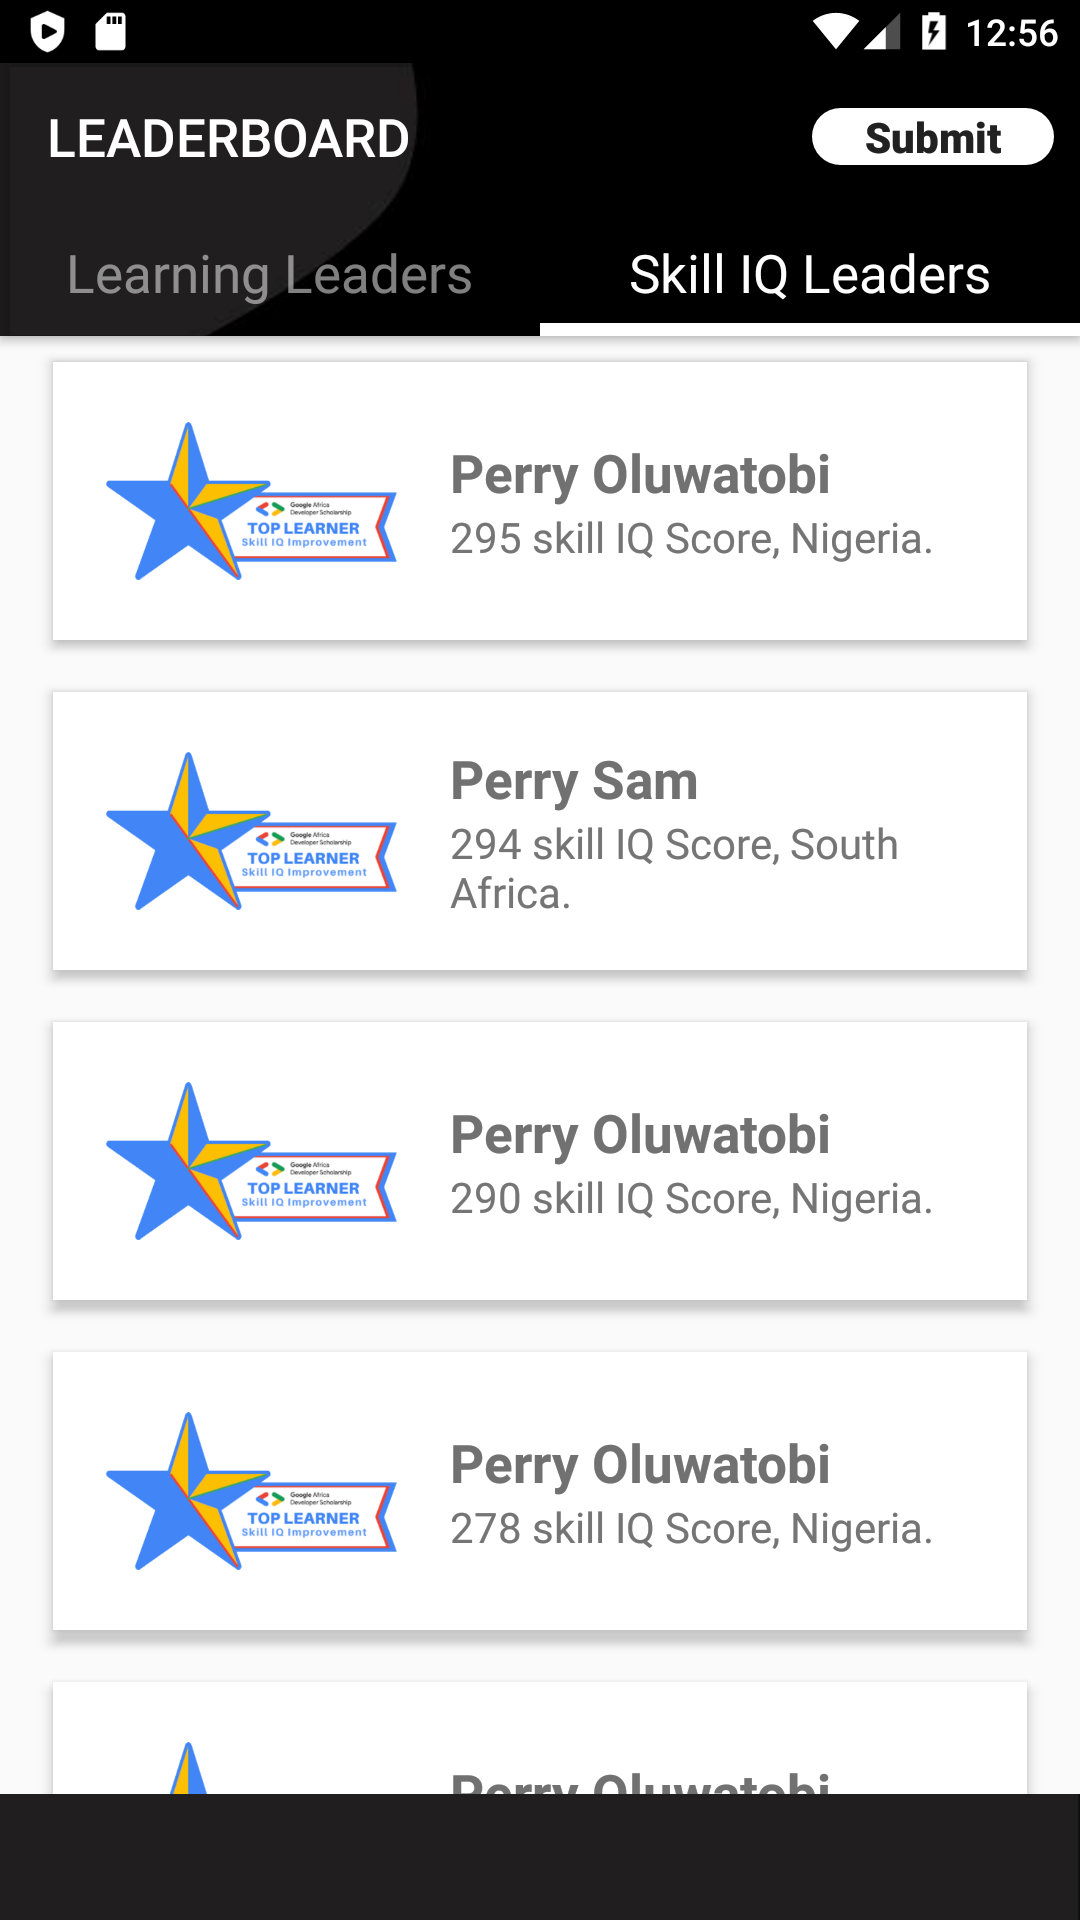 12:56
LEADERBOARD
Submit
Learning Leaders
Skill IQ Leaders
Google Africa
Developer Scholarship
TOP LEARNER
Skill IQ Improvement
Perry Oluwatobi
295 skill IQ Score, Nigeria.
Google Africa
Developer Scholarship
TOP LEARNER
Skill IQ Improvement
Perry Sam
294 skill IQ Score, South
Africa.
Google Africa
Developer Scholarship
TOP LEARNER
Skill IQ Improvement
Perry Oluwatobi
290 skill IQ Score, Nigeria.
Google Africa
Developer Scholarship
TOP LEARNER
Skill IQ Improvement
Perry Oluwatobi
278 skill IQ Score, Nigeria.
Perry Oluwatobi